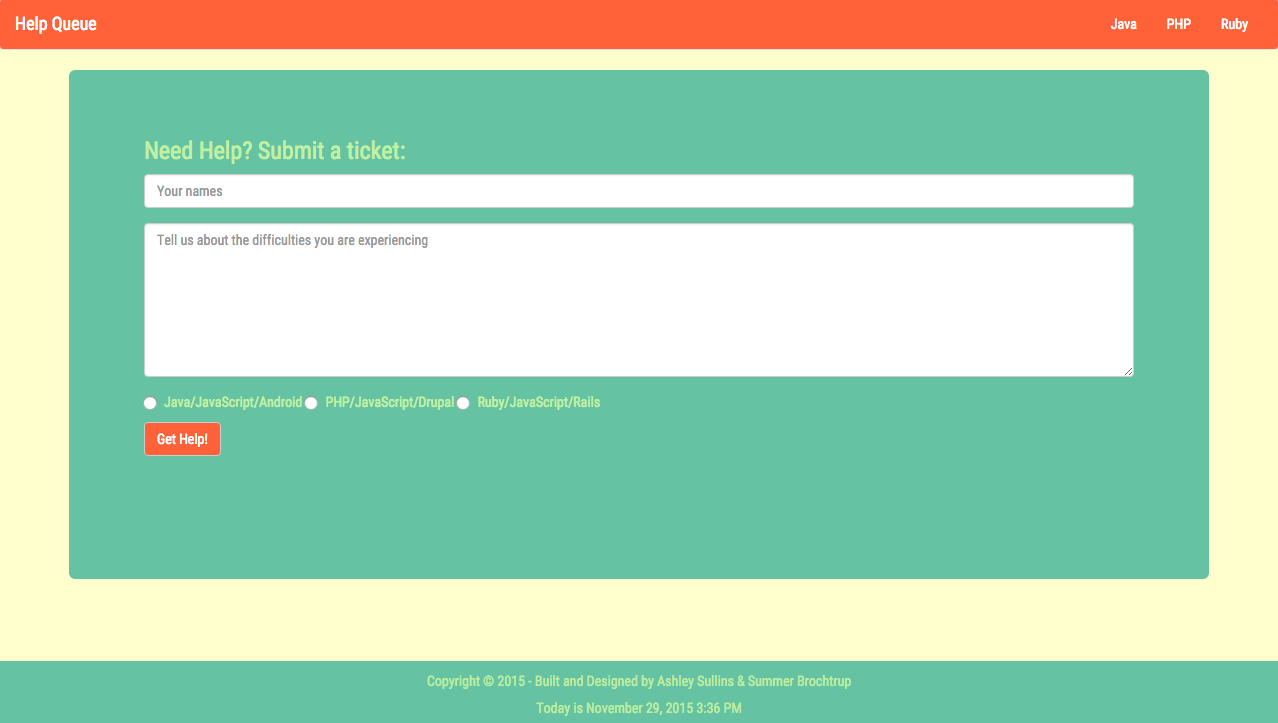 Help Queue Java PHP Ruby
Need Help? Submit a ticket:
Your names
Tell us about the difficulties you are experiencing
Java/JavaScript/Android PHP/JavaScript/Drupal Ruby/JavaScript/Rails
Get Help!
Copyright © 2015 - Built and Designed by Ashley Sullins & Summer Brochtrup
Today is November 29, 2015 3:36 PM